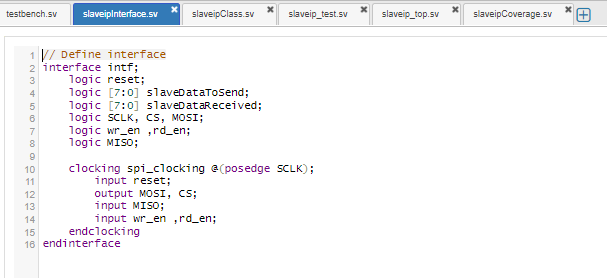 testbench.sv slaveipInterface.sv slaveipClass.sv slaveip_test.sv slaveip_top.sv slaveipCoverage.sv
1 // Define interface
2 interface intf;
3 logic reset;
4 logic [7:0] slaveDataToSend;
5 logic [7:0] slaveDataReceived;
6 logic SCLK, CS, MOSI;
7 logic wr_en ,rd_en;
8 logic MISO;
9
10 clocking spi_clocking @(posedge SCLK);
11 input reset;
12 output MOSI, CS;
13 input MISO;
14 input wr_en ,rd_en;
15 endclocking
16 endinterface